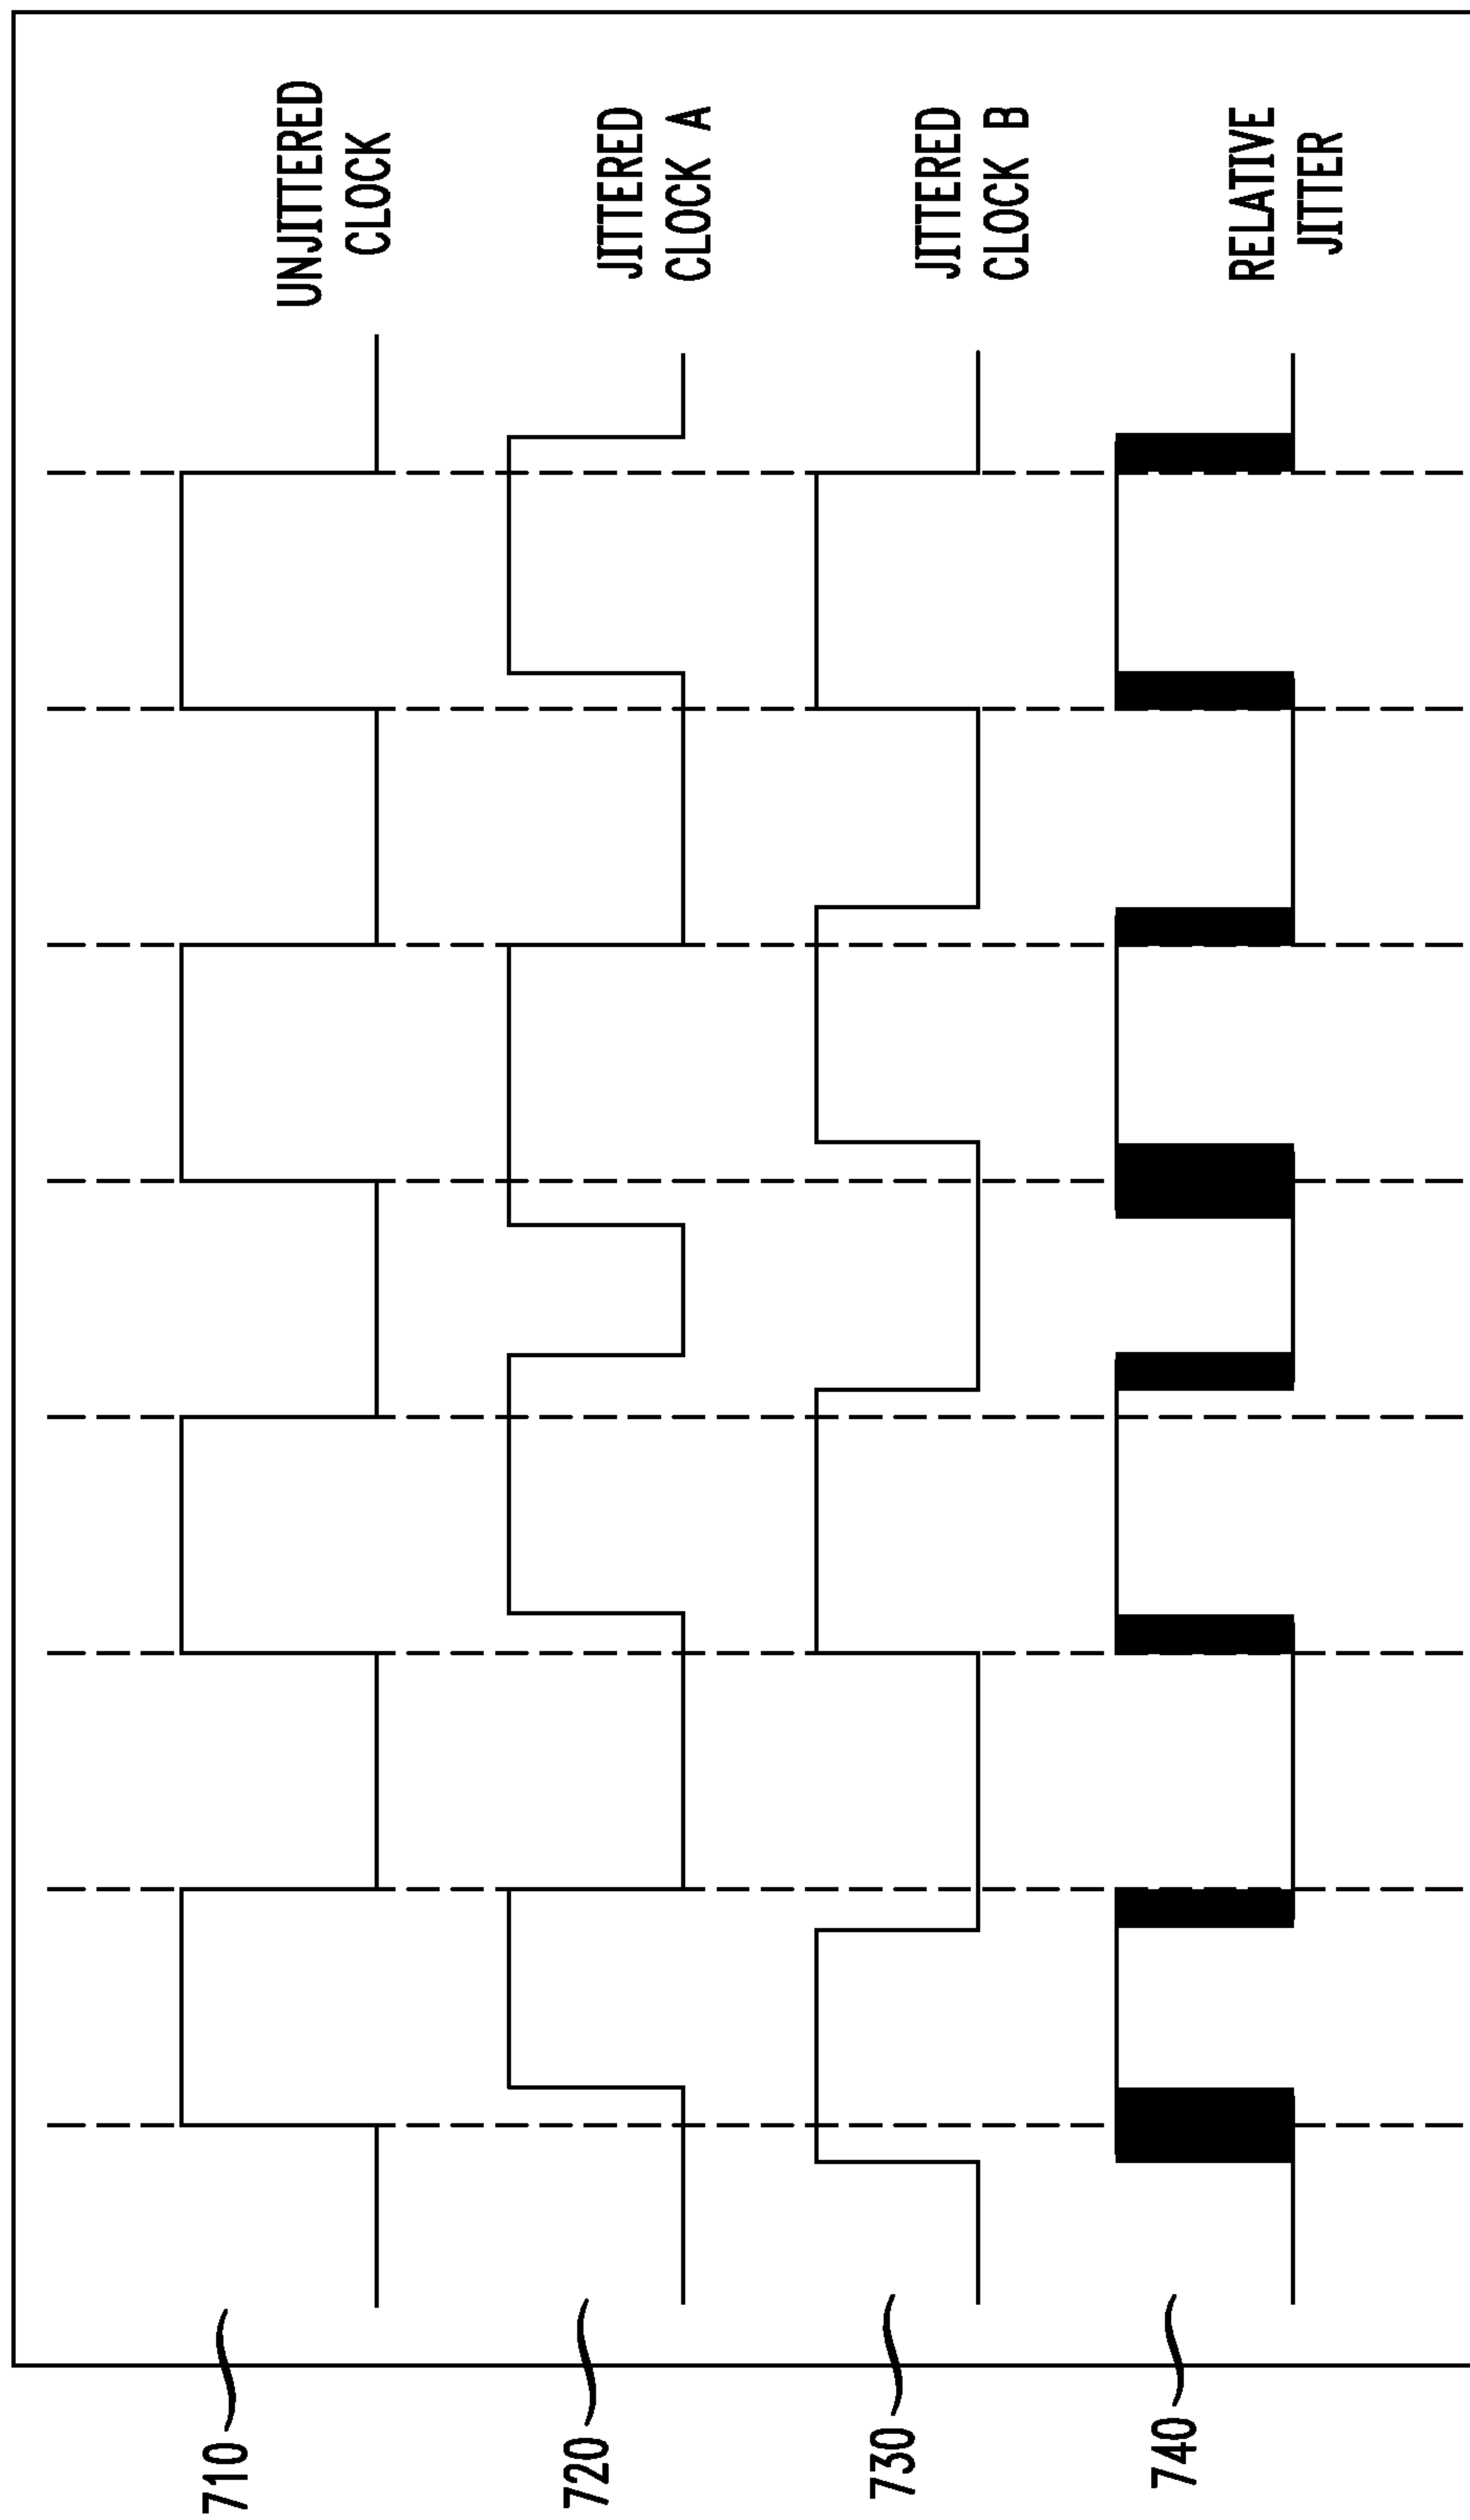 UNJITTERED
CLOCK
710
JITTERED
CLOCK A
720
JITTERED
CLOCK B
730
RELATIVE
JITTER
740